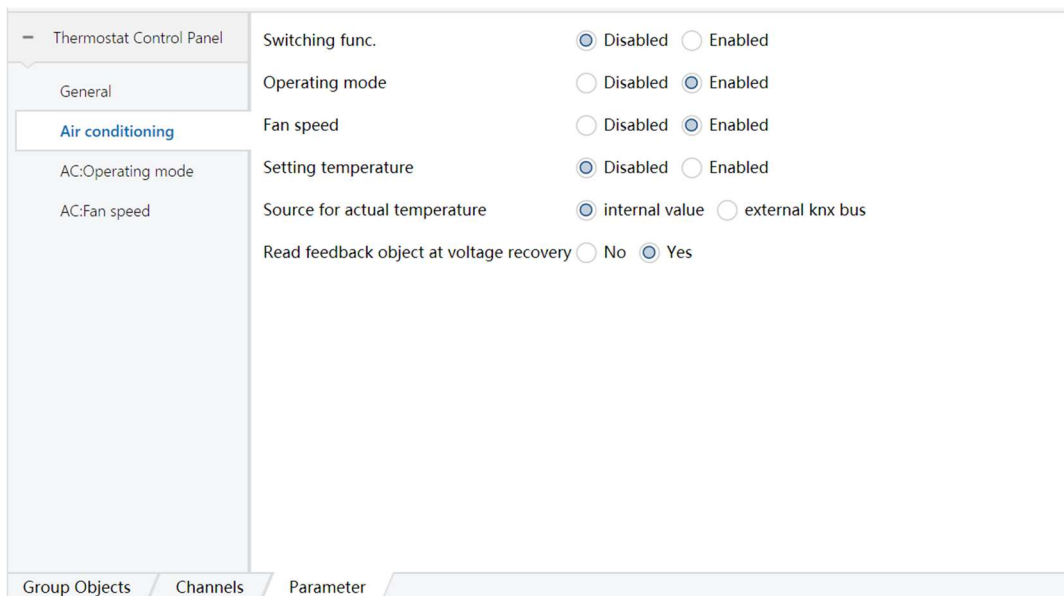 Thermostat Control Panel
General
Air conditioning
AC:Operating mode
AC:Fan speed
Switching func. Disabled Enabled
Operating mode Disabled Enabled
Fan speed Disabled Enabled
Setting temperature Disabled Enabled
Source for actual temperature internal value external knx bus
Read feedback object at voltage recovery No Yes
Group Objects Channels Parameter